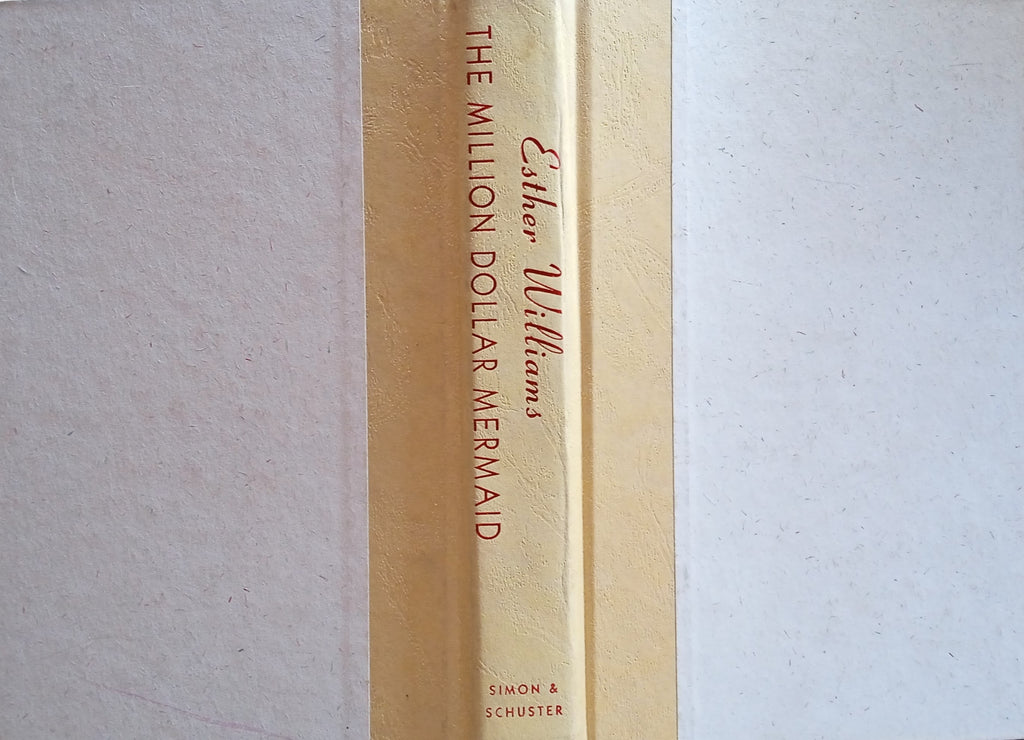 Esther Williams
THE MILLION DOLLAR MERMAID
SIMON &
SCHUSTER